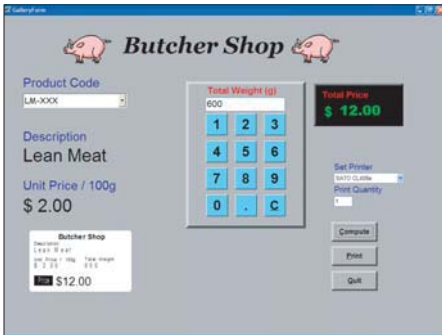 GalleryForm
Butcher Shop
Product Code
LM-XXX
Description
Lean Meat
Unit Price / 100g
$ 2.00
Butcher Shop
Description
Lean Meat
Unit Price / 100g Total Weight
$ 2.00 600
Price $12.00
Total Weight (g)
600
1 2 3
4 5 6
7 8 9
0 . C
Total Price
$ 12.00
Set Printer
Print Quantity
1
Compute
Print
Quit